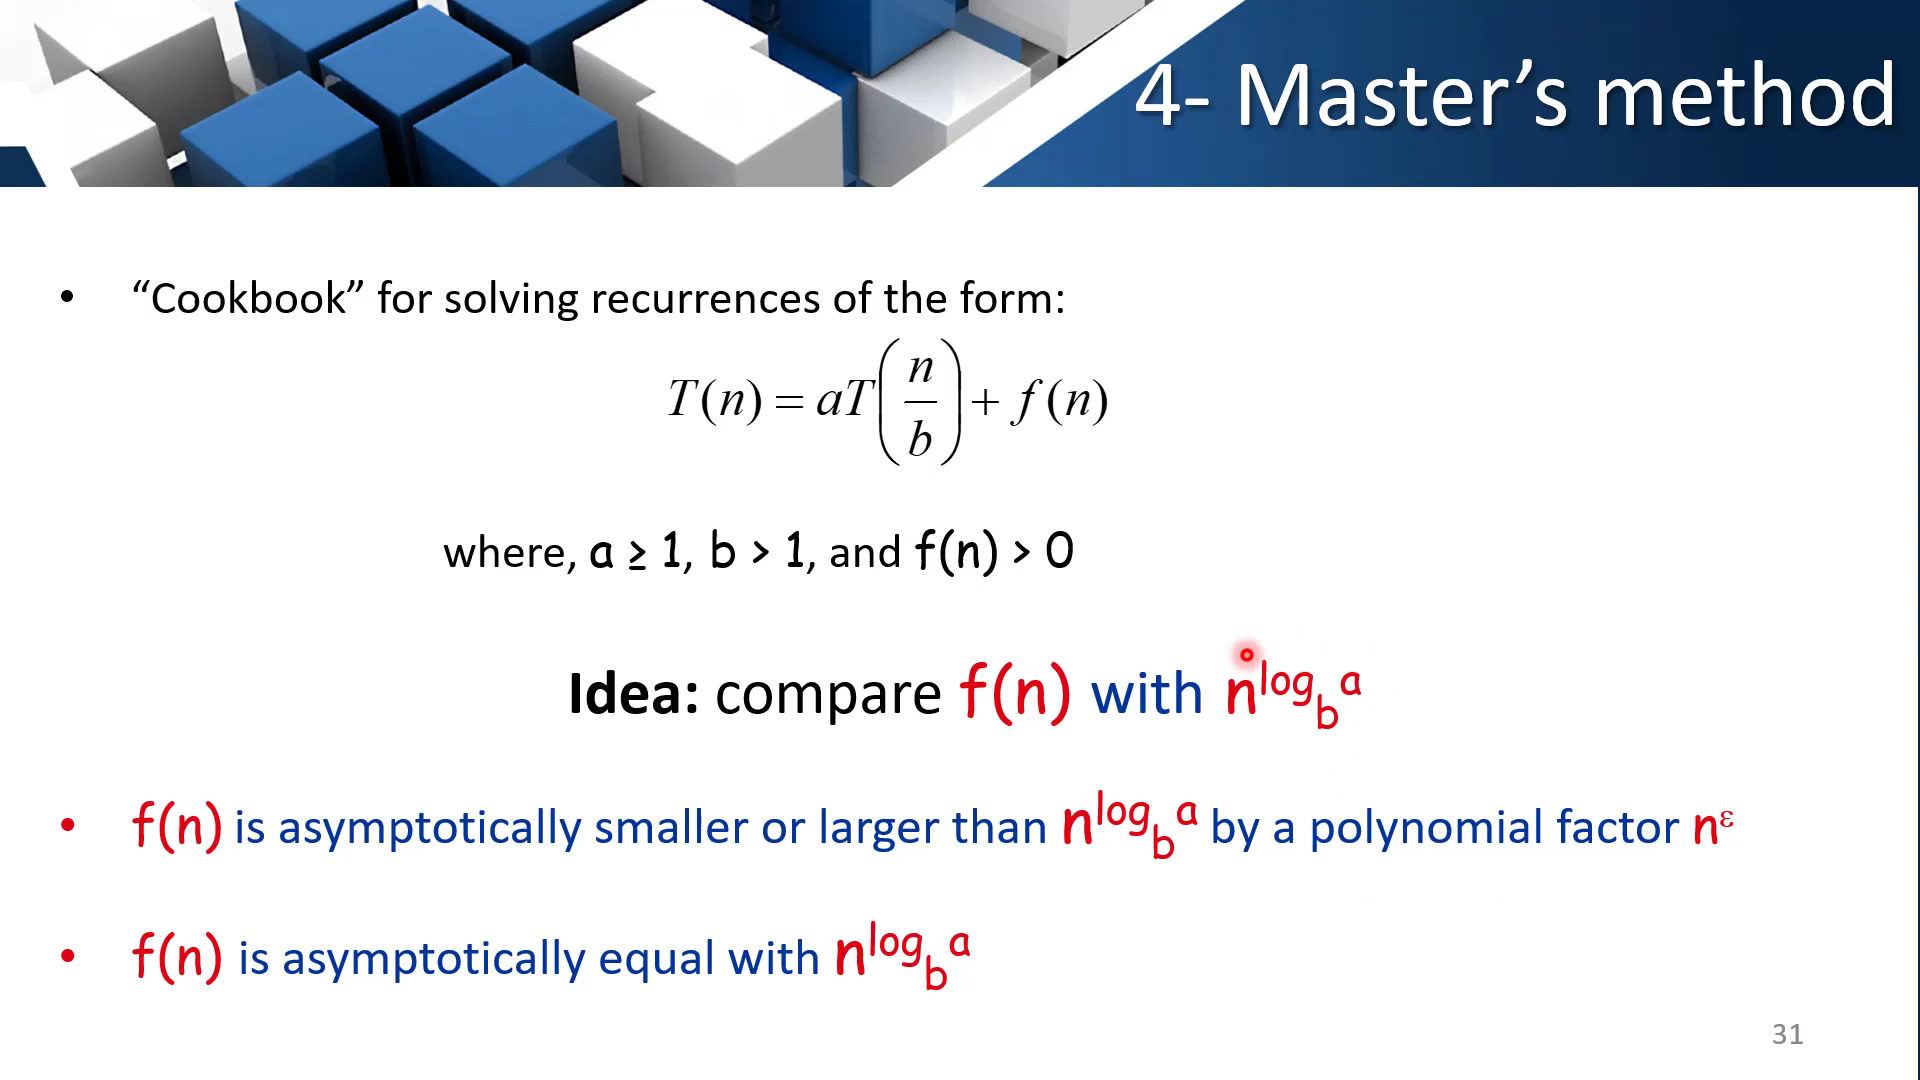 4- Master’s method
• “Cookbook” for solving recurrences of the form:
T(n) = aT(n/b) + f(n)
where, a ≥ 1, b > 1, and f(n) > 0
Idea: compare f(n) with n^log_b a
• f(n) is asymptotically smaller or larger than n^log_b a by a polynomial factor n^ε
• f(n) is asymptotically equal with n^log_b a
31